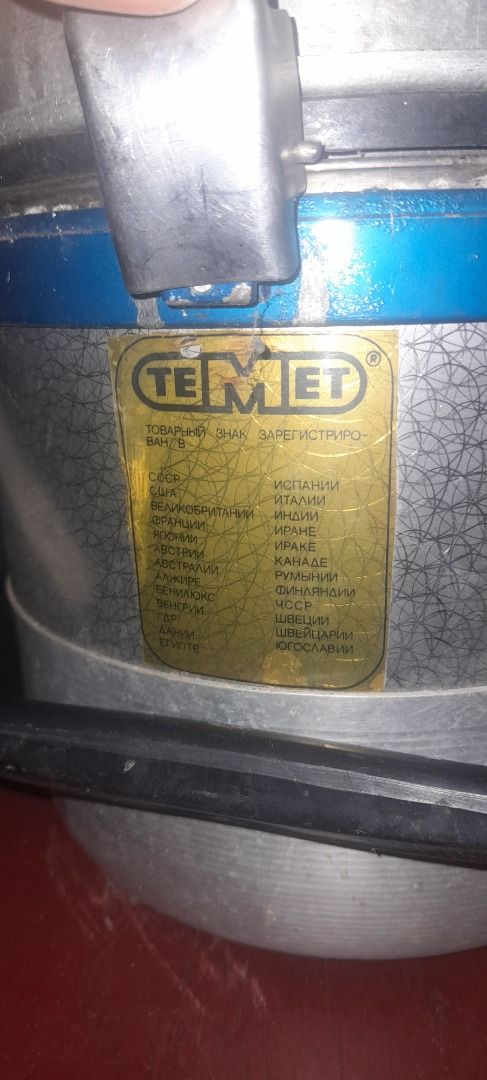 TEMET®
ТОВАРНЫЙ ЗНАК ЗАРЕГИСТРИРО-
ВАН/В
СССР
США
ВЕЛИКОБРИТАНИИ
ФРАНЦИИ
ЯПОНИИ
АВСТРИИ
АВСТРАЛИИ
АЛЖИРЕ
БЕНИЛЮКС
ВЕНГРИИ
ГДР
ДАНИИ
ЕГИПТЕ
ИСПАНИИ
ИТАЛИИ
ИНДИИ
ИРАНЕ
ИРАКЕ
КАНАДЕ
РУМЫНИИ
ФИНЛЯНДИИ
ЧССР
ШВЕЦИИ
ШВЕЙЦАРИИ
ЮГОСЛАВИИ